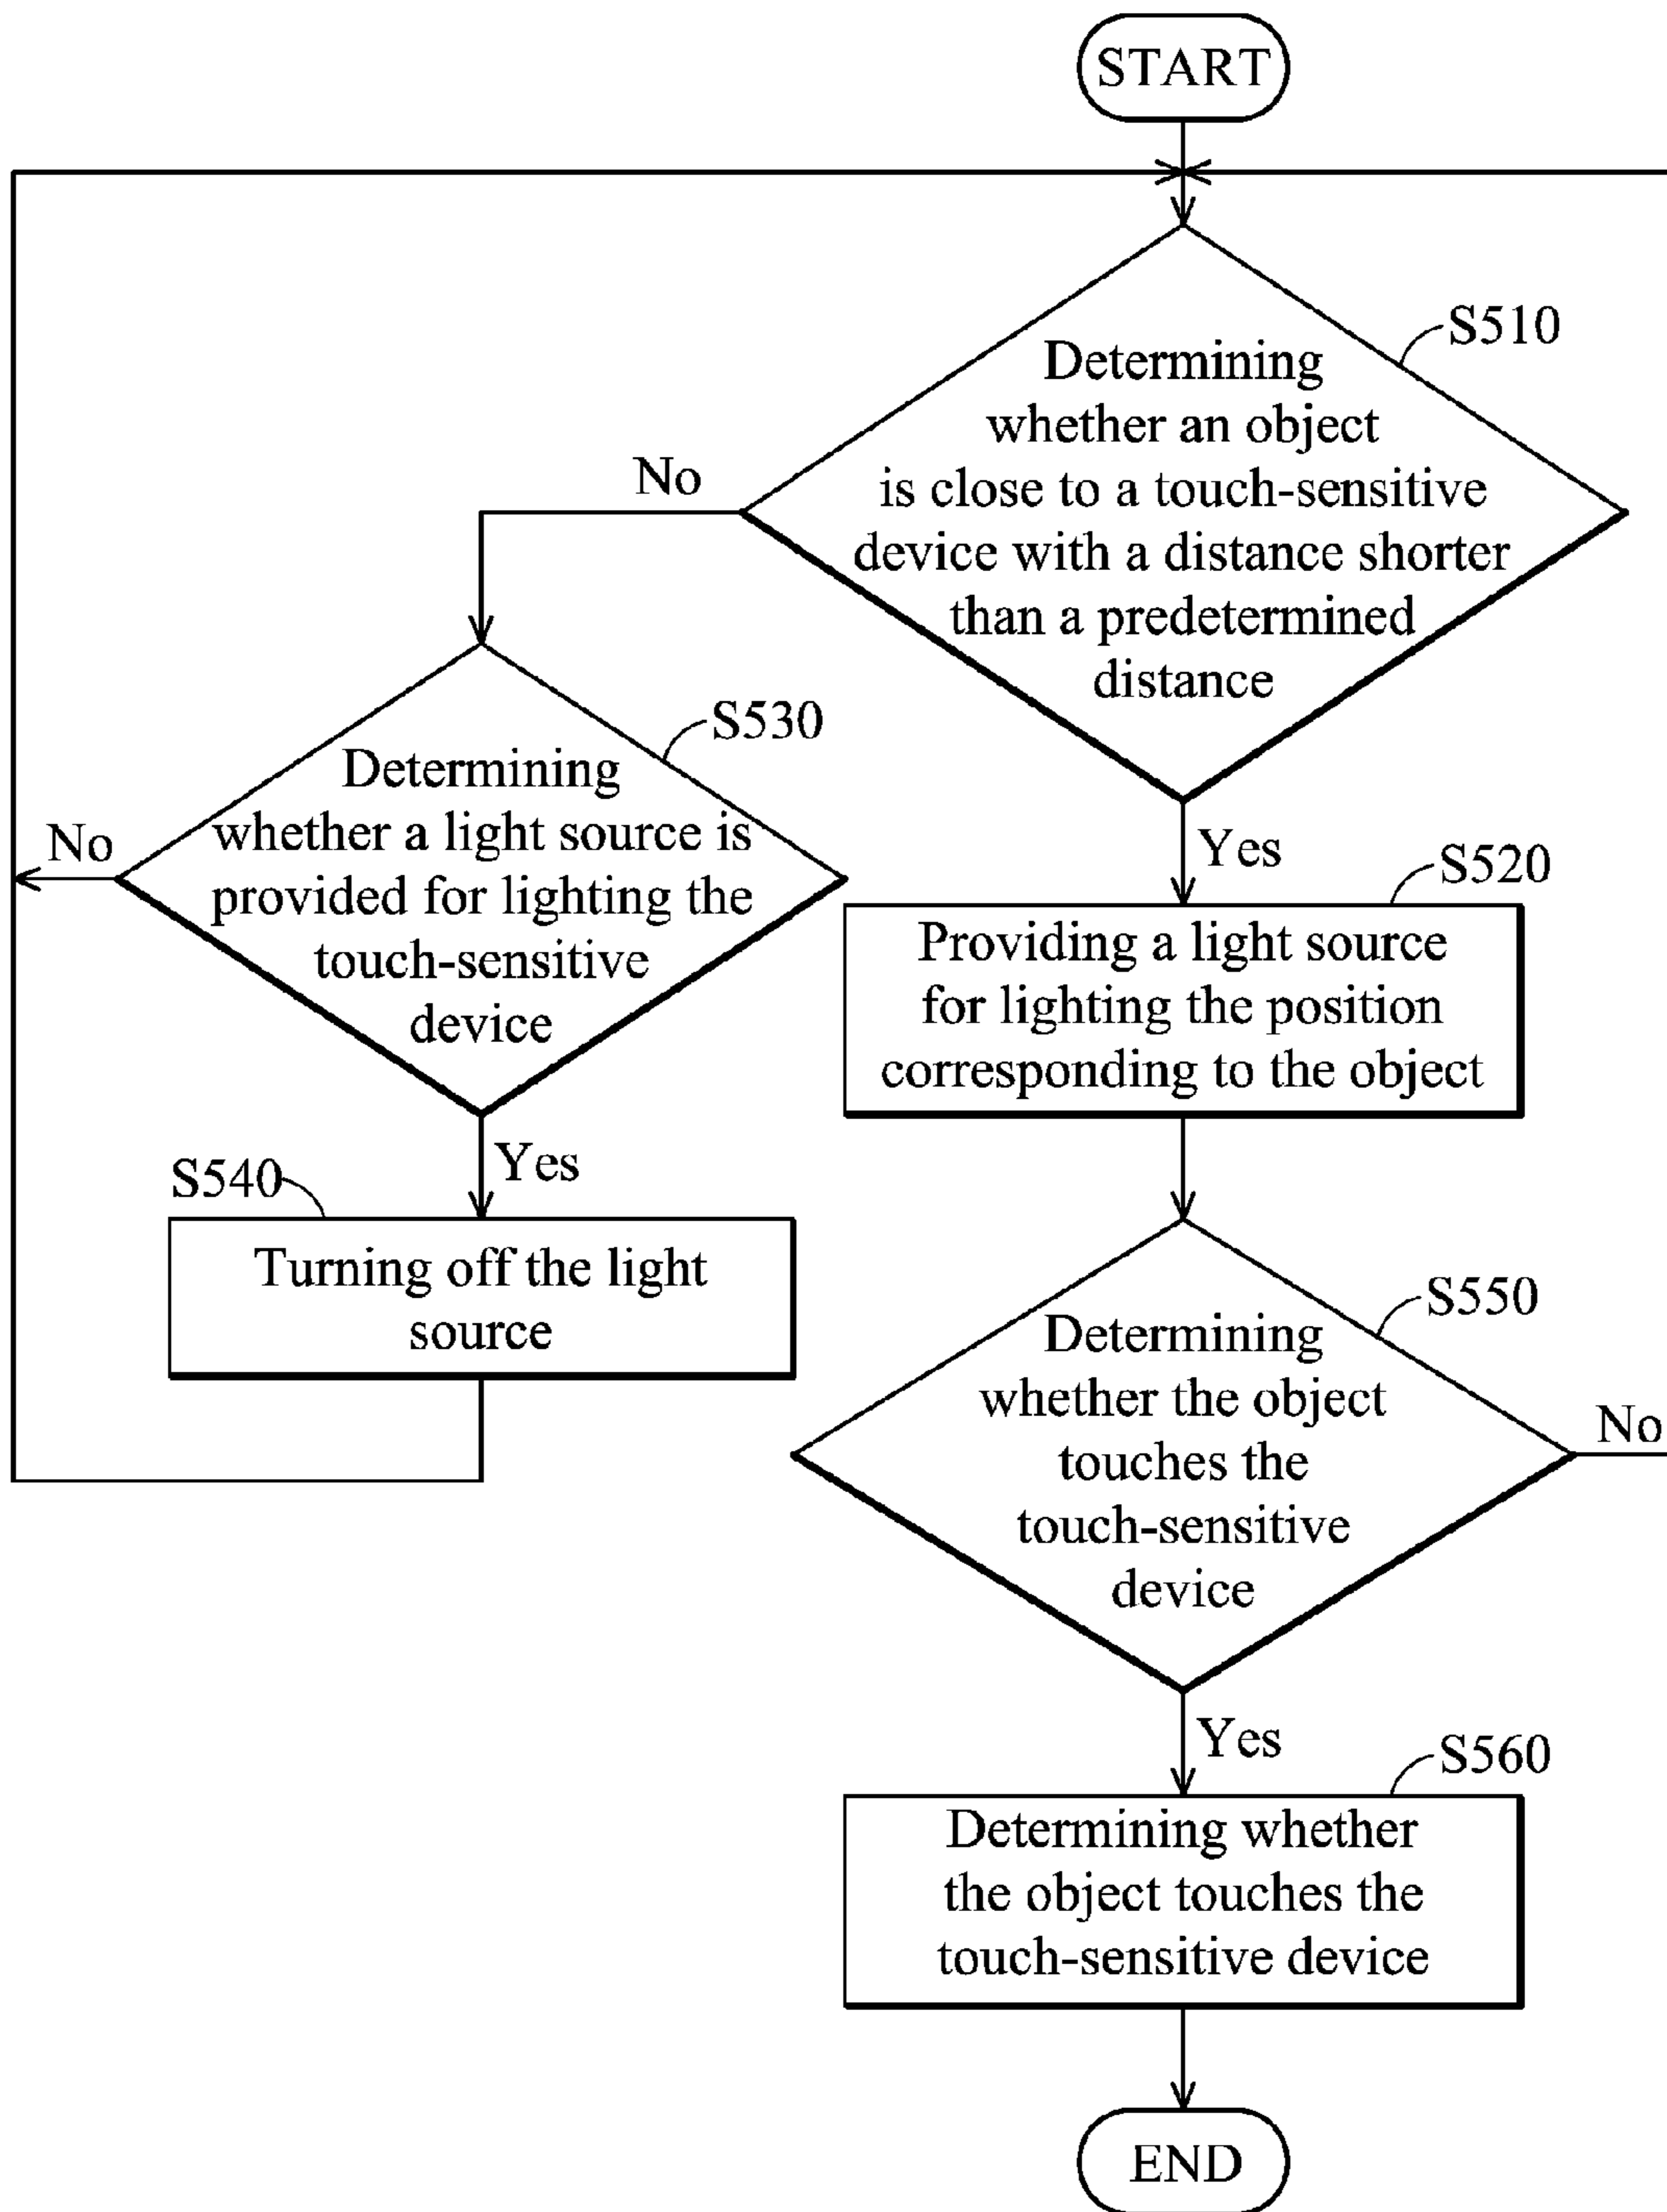 START
S510
Determining
whether an object
is close to a touch-sensitive
device with a distance shorter
than a predetermined
distance
No
Yes
S530
Determining
whether a light source is
provided for lighting the
touch-sensitive
device
No
Yes
S540
Turning off the light
source
S520
Providing a light source
for lighting the position
corresponding to the object
S550
Determining
whether the object
touches the
touch-sensitive
device
No
Yes
S560
Determining whether
the object touches the
touch-sensitive device
END